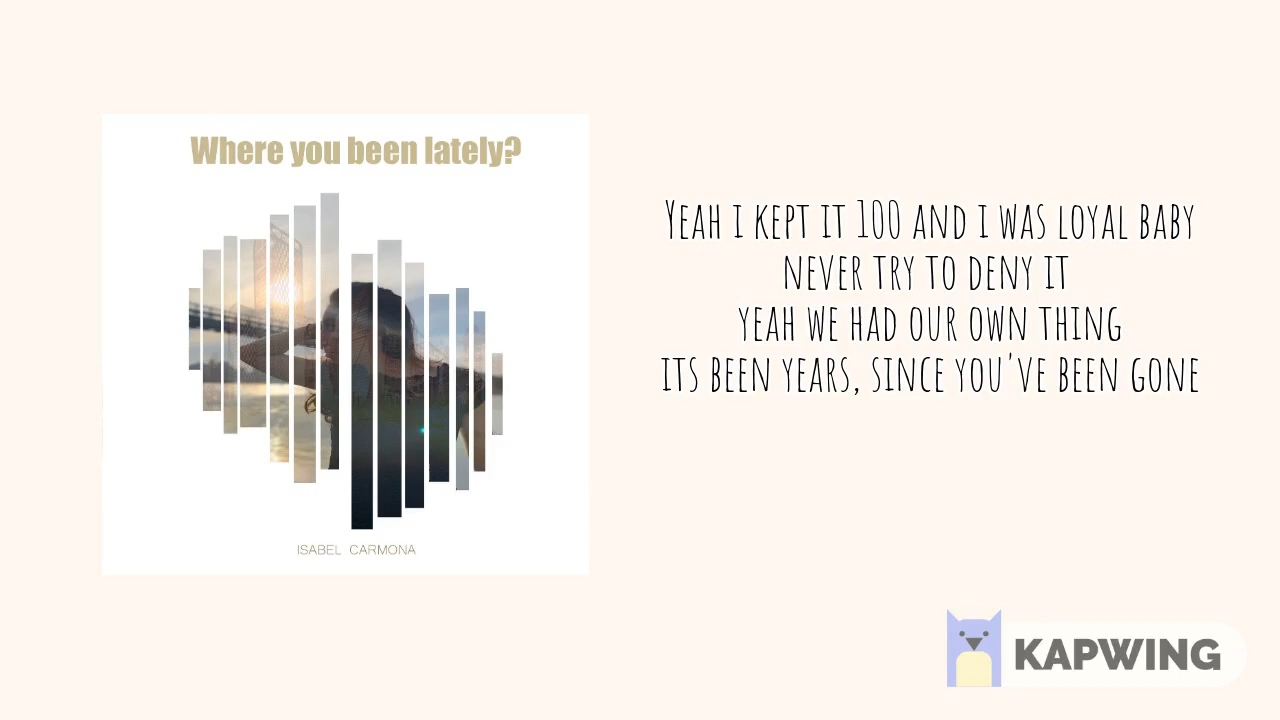 Where you been lately?
ISABEL CARMONA
YEAH I KEPT IT 100 AND I WAS LOYAL BABY
NEVER TRY TO DENY IT
YEAH WE HAD OUR OWN THING
ITS BEEN YEARS, SINCE YOU'VE BEEN GONE
KAPWING